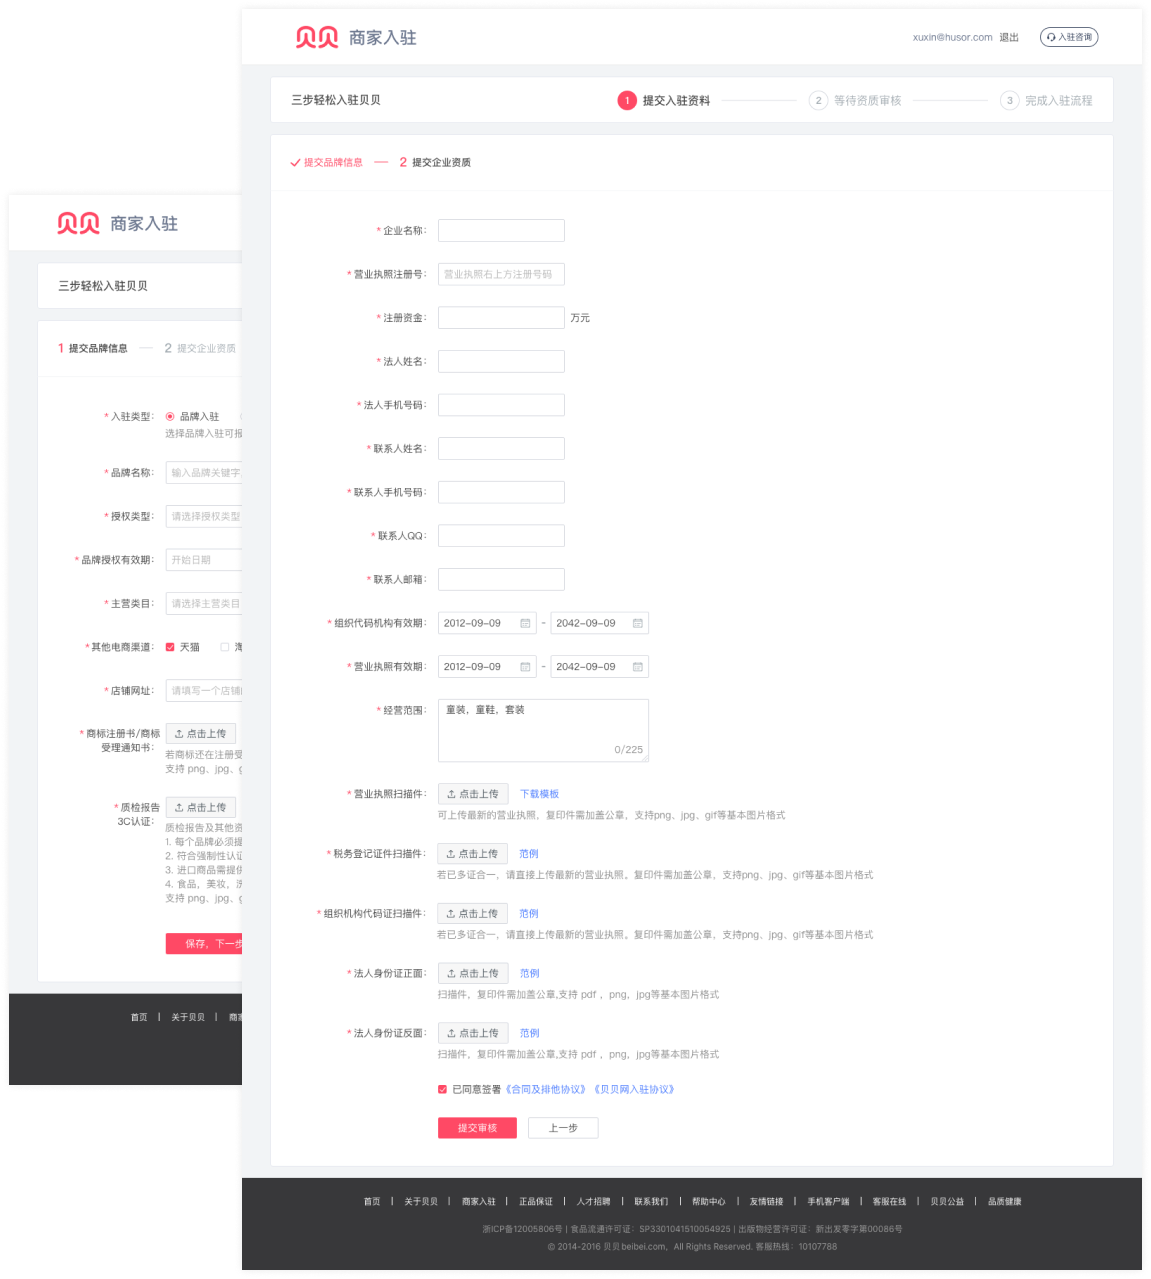 贝贝 商家入驻
xuxin@husor.com 退出 入驻咨询
三步轻松入驻贝贝
1 提交入驻资料 2 等待资质审核 3 完成入驻流程
提交品牌信息 2 提交企业资质
*企业名称:
*营业执照注册号: 营业执照右上方注册号码
*注册资金: 万元
*法人姓名:
*法人手机号码:
*联系人姓名:
*联系人手机号码:
*联系人QQ:
*联系人邮箱:
*组织代码机构有效期: 2012-09-09 - 2042-09-09
*营业执照有效期: 2012-09-09 - 2042-09-09
*经营范围: 童装，童鞋，套装
0/225
*营业执照扫描件: 点击上传 下载模板
可上传最新的营业执照，复印件需加盖公章，支持png、jpg、gif等基本图片格式
*税务登记证件扫描件: 点击上传 范例
若已多证合一，请直接上传最新的营业执照。复印件需加盖公章，支持png、jpg、gif等基本图片格式
*组织机构代码证扫描件: 点击上传 范例
若已多证合一，请直接上传最新的营业执照。复印件需加盖公章，支持png、jpg、gif等基本图片格式
*法人身份证正面: 点击上传 范例
扫描件，复印件需加盖公章,支持 pdf ，png，jpg等基本图片格式
*法人身份证反面: 点击上传 范例
扫描件，复印件需加盖公章,支持 pdf ，png，jpg等基本图片格式
已同意签署《合同及排他协议》《贝贝网入驻协议》
提交审核 上一步
首页 | 关于贝贝 | 商家入驻 | 正品保证 | 人才招聘 | 联系我们 | 帮助中心 | 友情链接 | 手机客户端 | 客服在线 | 贝贝公益 | 品质健康
浙ICP备12005806号 | 食品流通许可证：SP3301041510054925 | 出版物经营许可证：新出发零字第00086号
© 2014-2016 贝贝 beibei.com，All Rights Reserved. 客服热线：10107788
贝贝 商家入驻
三步轻松入驻贝贝
1 提交品牌信息 2 提交企业资质
*入驻类型: 品牌入驻
选择品牌入驻可
*品牌名称: 输入品牌关键字
*授权类型: 请选择授权类型
*品牌授权有效期: 开始日期
*主营类目: 请选择主营类目
*其他电商渠道: 天猫
*店铺网址: 请填写一个店铺
*商标注册书/商标
受理通知书: 点击上传
若商标还在注册受
支持 png、jpg、g
*质检报告
3C认证: 点击上传
质检报告及其他资
1. 每个品牌必须提
2. 符合强制性认证
3. 进口商品需提供
4. 食品，美妆，洗
支持 png、jpg、g
保存，下一步
首页 | 关于贝贝 | 商家